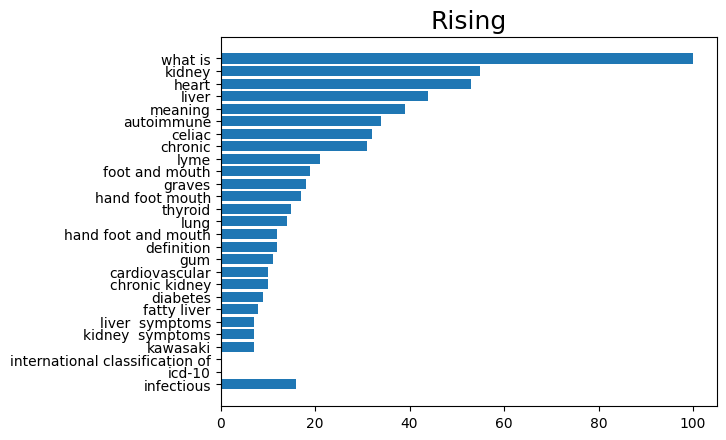 Rising
what is
kidney
heart
liver
meaning
autoimmune
celiac
chronic
lyme
foot and mouth
graves
hand foot mouth
thyroid
lung
hand foot and mouth
definition
gum
cardiovascular
chronic kidney
diabetes
fatty liver
liver  symptoms
kidney  symptoms
kawasaki
international classification of
icd-10
infectious
0 20 40 60 80 100